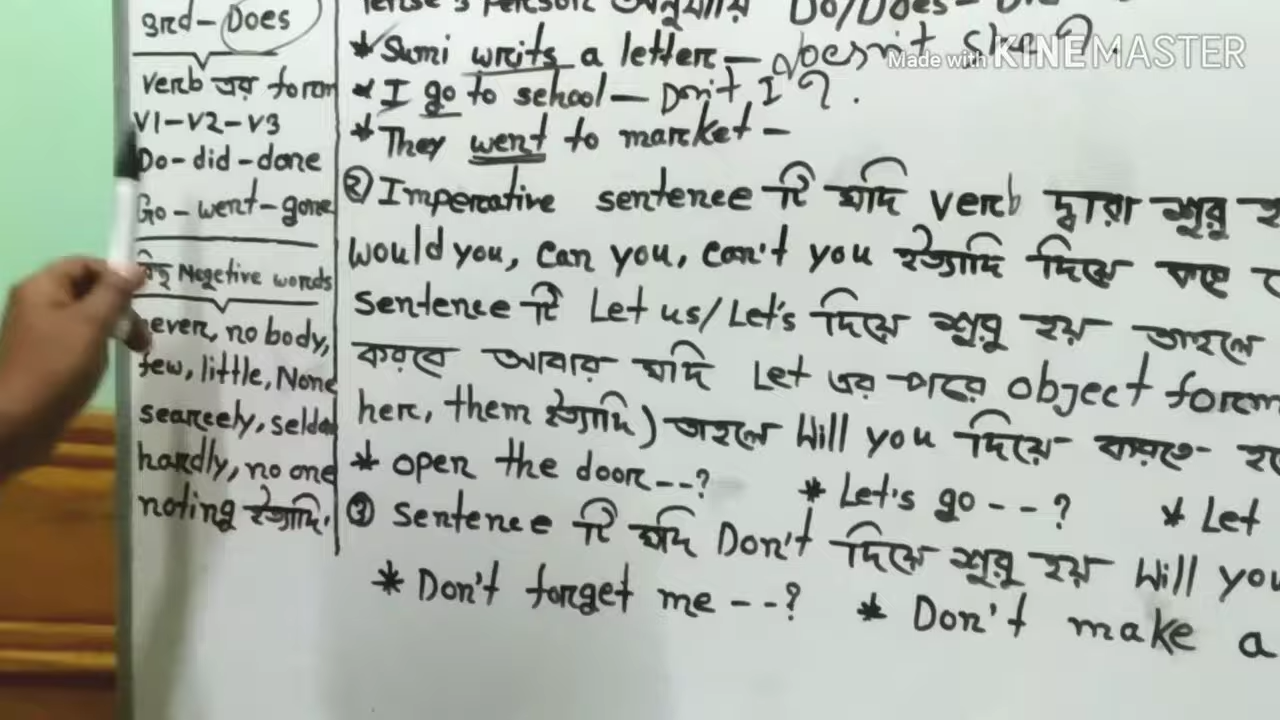 3rd – Does
verb এর form
V1 – V2 – V3
Do – did – done
Go – went – gone
কিছু Negetive words
never, no body,
few, little, None
scarcely, seldo
hardly, no one
noting ইত্যাদি.
tense ও Person অনুযায়ী Do/Does –
* Sumi writs a letter – Doesn't she?.
* I go to school – Don't I?.
* They went to market –
② Imperative sentence টি যদি verb দ্বারা শুরু হ
would you, can you, can't you ইত্যাদি দিয়ে
sentence টি Let us/Let's দিয়ে শুরু হয় তাহলে
করবে আবার যদি Let এর পরে object form
here, them ইত্যাদি) তাহলে Will you দিয়ে করতে
* open the door --? * Let's go --? * Let
③ Sentence টি যদি Don't দিয়ে শুরু হয় Will you
* Don't forget me --? * Don't make a
Made with KINEMASTER